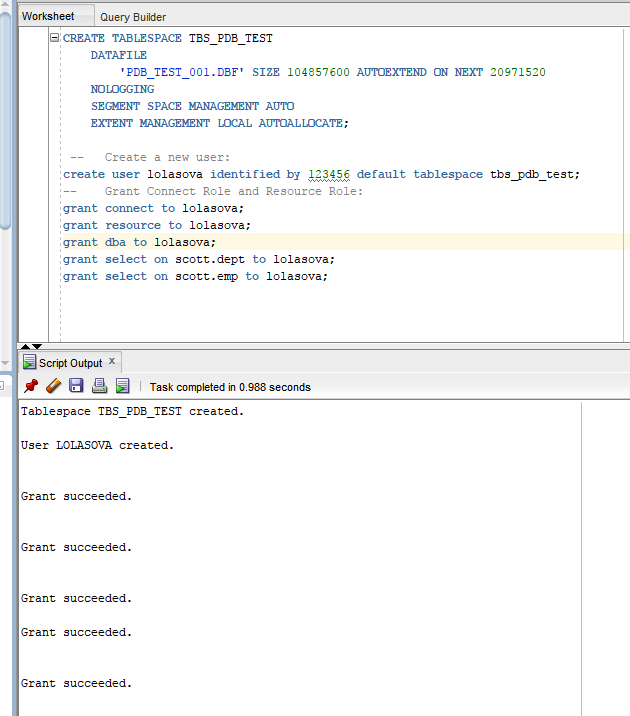 Worksheet Query Builder
CREATE TABLESPACE TBS_PDB_TEST
DATAFILE
'PDB_TEST_001.DBF' SIZE 104857600 AUTOEXTEND ON NEXT 20971520
NOLOGGING
SEGMENT SPACE MANAGEMENT AUTO
EXTENT MANAGEMENT LOCAL AUTOALLOCATE;
-- Create a new user:
create user lolasova identified by 123456 default tablespace tbs_pdb_test;
-- Grant Connect Role and Resource Role:
grant connect to lolasova;
grant resource to lolasova;
grant dba to lolasova;
grant select on scott.dept to lolasova;
grant select on scott.emp to lolasova;
Script Output x
Task completed in 0.988 seconds
Tablespace TBS_PDB_TEST created.
User LOLASOVA created.
Grant succeeded.
Grant succeeded.
Grant succeeded.
Grant succeeded.
Grant succeeded.